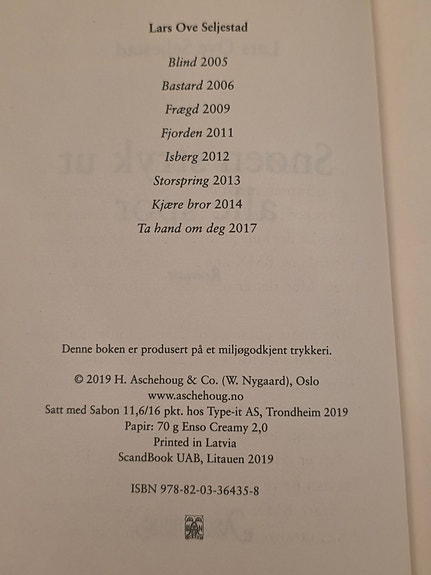 Lars Ove Seljestad
Blind 2005
Bastard 2006
Frægd 2009
Fjorden 2011
Isberg 2012
Storspring 2013
Kjære bror 2014
Ta hand om deg 2017
Denne boken er produsert på et miljøgodkjent trykkeri.
© 2019 H. Aschehoug & Co. (W. Nygaard), Oslo
www.aschehoug.no
Satt med Sabon 11,6/16 pkt. hos Type-it AS, Trondheim 2019
Papir: 70 g Enso Creamy 2,0
Printed in Latvia
ScandBook UAB, Litauen 2019
ISBN 978-82-03-36435-8